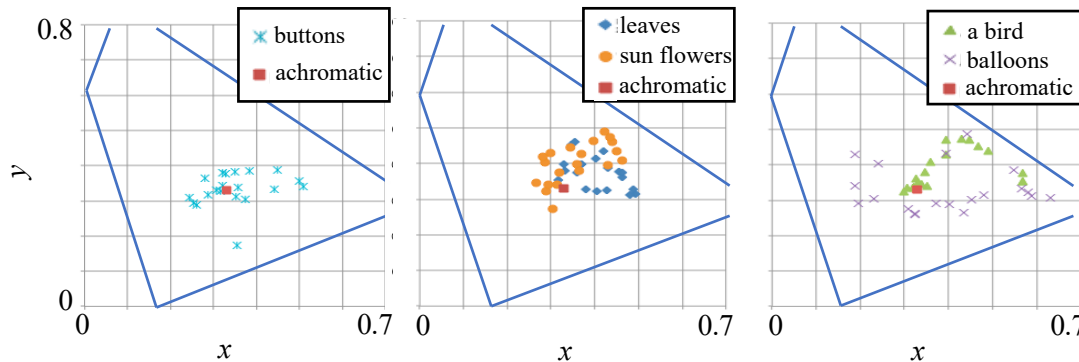 0.8
buttons
achromatic
y
0
0
0.7
x
leaves
sun flowers
achromatic
0
0.7
x
a bird
balloons
achromatic
0
0.7
x